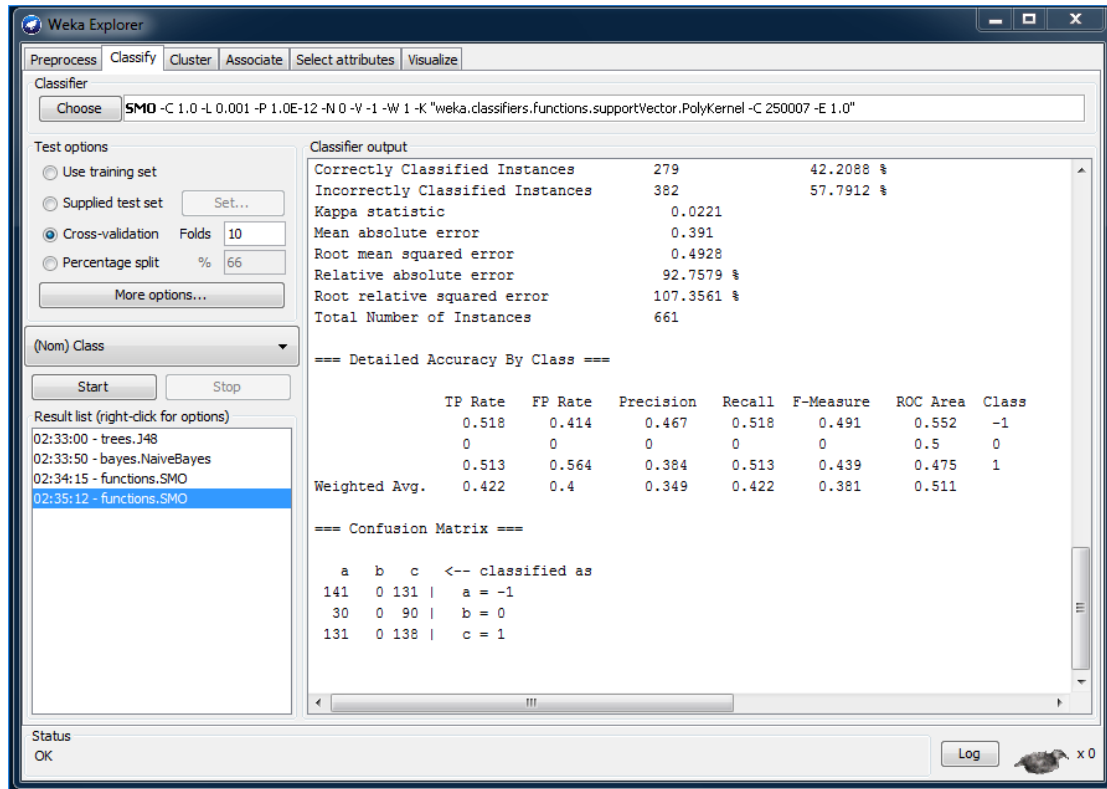 Weka Explorer
Preprocess Classify Cluster Associate Select attributes Visualize
Classifier
Choose SMO -C 1.0 -L 0.001 -P 1.0E-12 -N 0 -V -1 -W 1 -K "weka.classifiers.functions.supportVector.PolyKernel -C 250007 -E 1.0"
Test options
Use training set
Supplied test set Set...
Cross-validation Folds 10
Percentage split % 66
More options...
(Nom) Class
Start Stop
Result list (right-click for options)
02:33:00 - trees.J48
02:33:50 - bayes.NaiveBayes
02:34:15 - functions.SMO
02:35:12 - functions.SMO
Classifier output
Correctly Classified Instances 279 42.2088 %
Incorrectly Classified Instances 382 57.7912 %
Kappa statistic 0.0221
Mean absolute error 0.391
Root mean squared error 0.4928
Relative absolute error 92.7579 %
Root relative squared error 107.3561 %
Total Number of Instances 661
=== Detailed Accuracy By Class ===
TP Rate FP Rate Precision Recall F-Measure ROC Area Class
0.518 0.414 0.467 0.518 0.491 0.552 -1
0 0 0 0 0 0.5 0
0.513 0.564 0.384 0.513 0.439 0.475 1
Weighted Avg. 0.422 0.4 0.349 0.422 0.381 0.511
=== Confusion Matrix ===
a b c <-- classified as
141 0 131 | a = -1
30 0 90 | b = 0
131 0 138 | c = 1
Status
OK
Log x 0